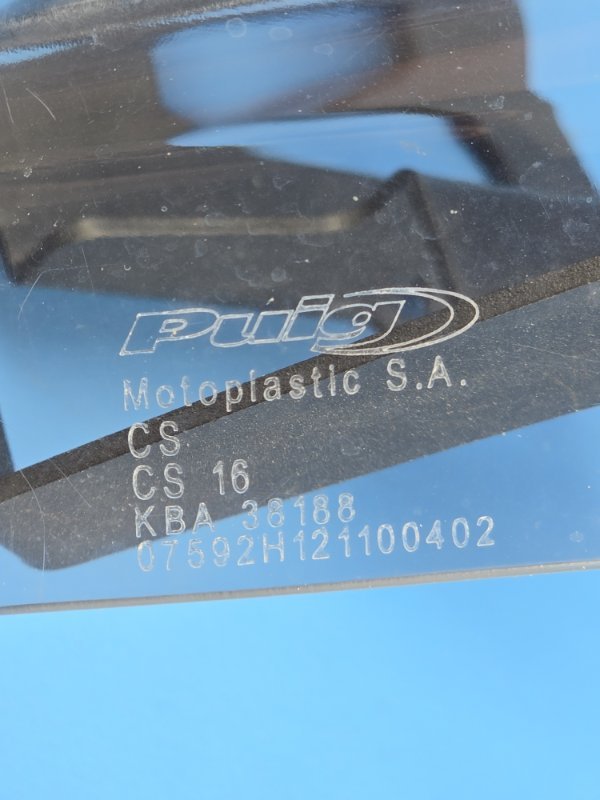 Puig
Motoplastic S.A.
CS
CS 16
KBA 38188
07592H121100402